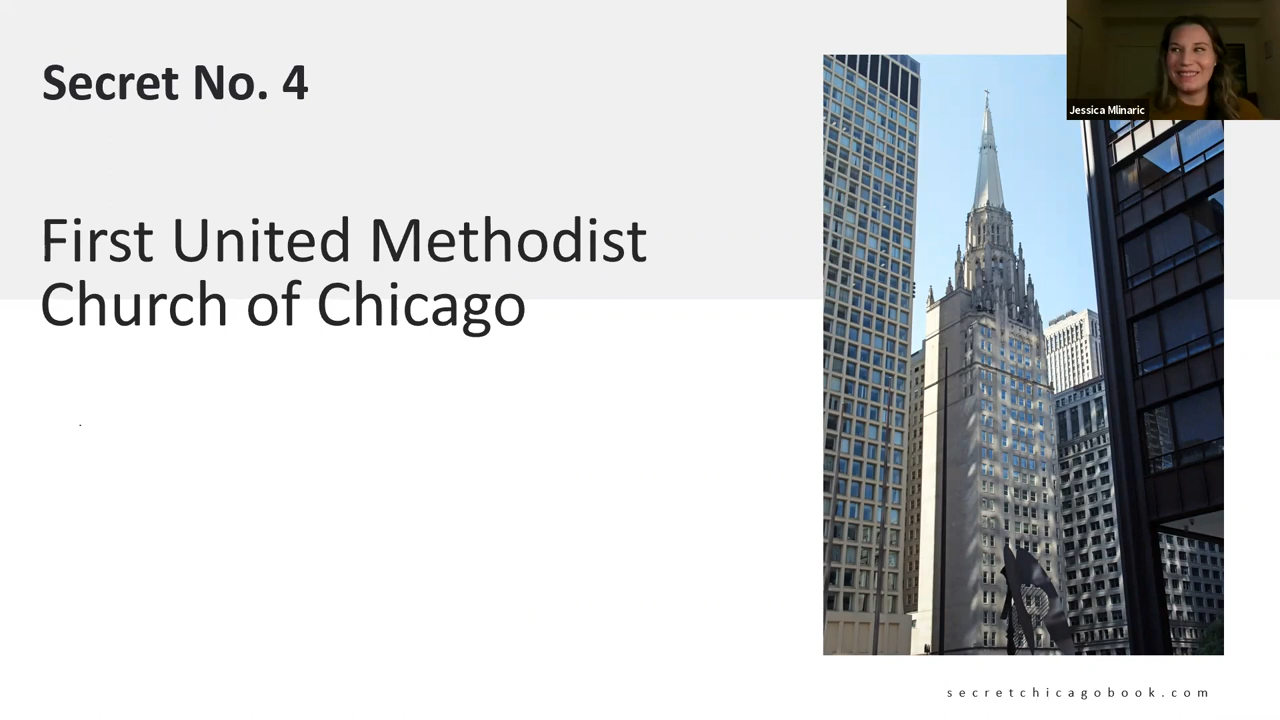 Secret No. 4
Jessica Mlinaric
First United Methodist
Church of Chicago
secretchicagobook.com